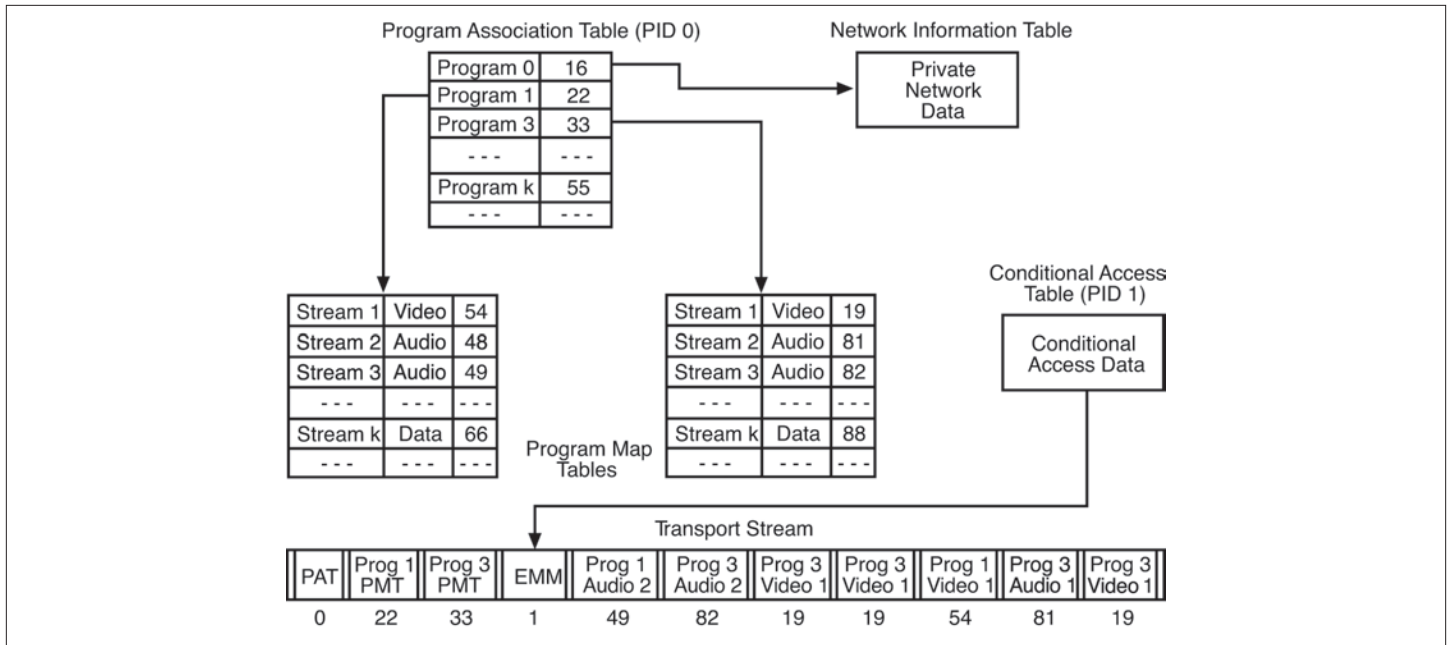 Program Association Table (PID 0)
Network Information Table
Program 0 16
Program 1 22
Program 3 33
- - - - - -
Program k 55
- - - - - -
Private
Network
Data
Conditional Access
Table (PID 1)
Conditional
Access Data
Stream 1 Video 54
Stream 2 Audio 48
Stream 3 Audio 49
- - - - - - - - -
Stream k Data 66
- - - - - - - - -
Program Map
Tables
Stream 1 Video 19
Stream 2 Audio 81
Stream 3 Audio 82
- - - - - - - - -
Stream k Data 88
- - - - - - - - -
Transport Stream
PAT
Prog 1
PMT
Prog 3
PMT
EMM
Prog 1
Audio 2
Prog 3
Audio 2
Prog 3
Video 1
Prog 3
Video 1
Prog 1
Video 1
Prog 3
Audio 1
Prog 3
Video 1
0 22 33 1 49 82 19 19 54 81 19